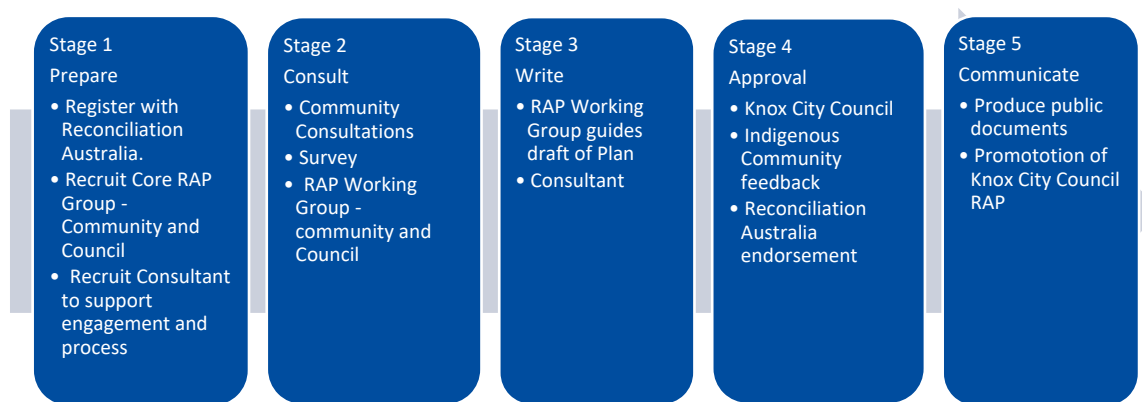 Stage 1
Prepare
• Register with
Reconciliation
Australia.
• Recruit Core RAP
Group -
Community and
Council
• Recruit Consultant
to support
engagement and
process
Stage 2
Consult
• Community
Consultations
• Survey
• RAP Working
Group -
community and
Council
Stage 3
Write
• RAP Working
Group guides
draft of Plan
• Consultant
Stage 4
Approval
• Knox City Council
• Indigenous
Community
feedback
• Reconciliation
Australia
endorsement
Stage 5
Communicate
• Produce public
documents
• Promototion of
Knox City Council
RAP